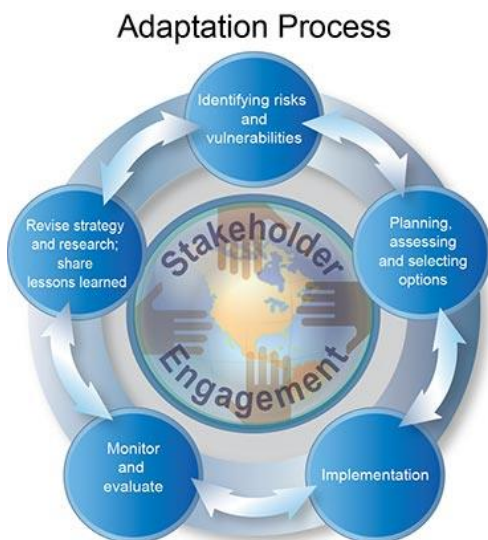 Adaptation Process
Identifying risks
and
vulnerabilities
Planning,
assessing
and selecting
options
Implementation
Monitor
and
evaluate
Revise strategy
and research;
share
lessons learned
Stakeholder
Engagement